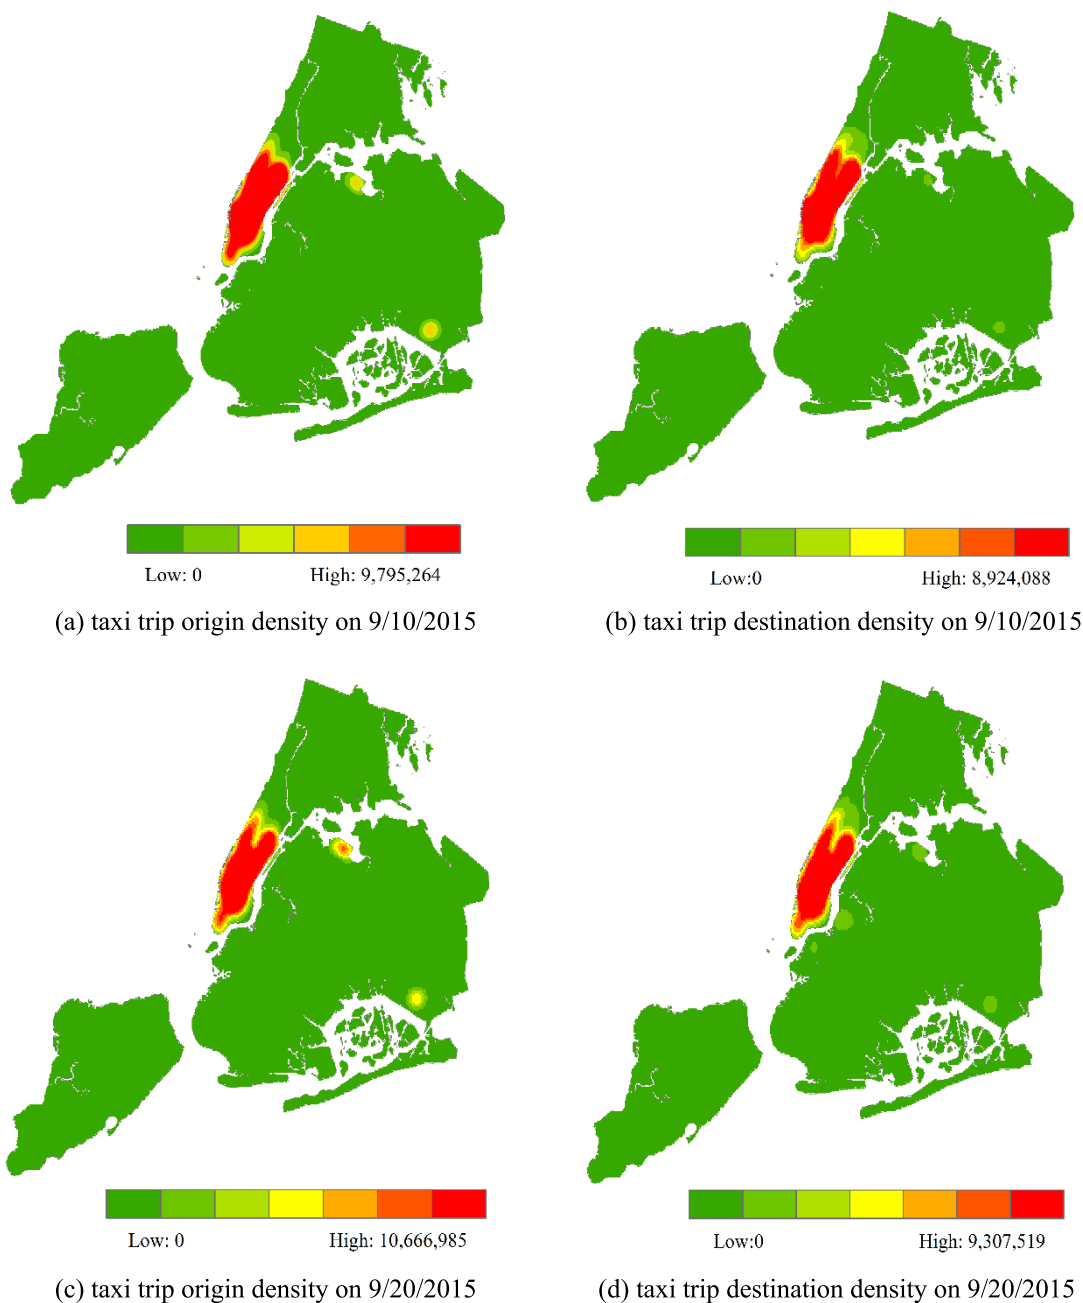 Low: 0 High: 9,795,264
(a) taxi trip origin density on 9/10/2015
Low:0 High: 8,924,088
(b) taxi trip destination density on 9/10/2015
Low: 0 High: 10,666,985
(c) taxi trip origin density on 9/20/2015
Low:0 High: 9,307,519
(d) taxi trip destination density on 9/20/2015